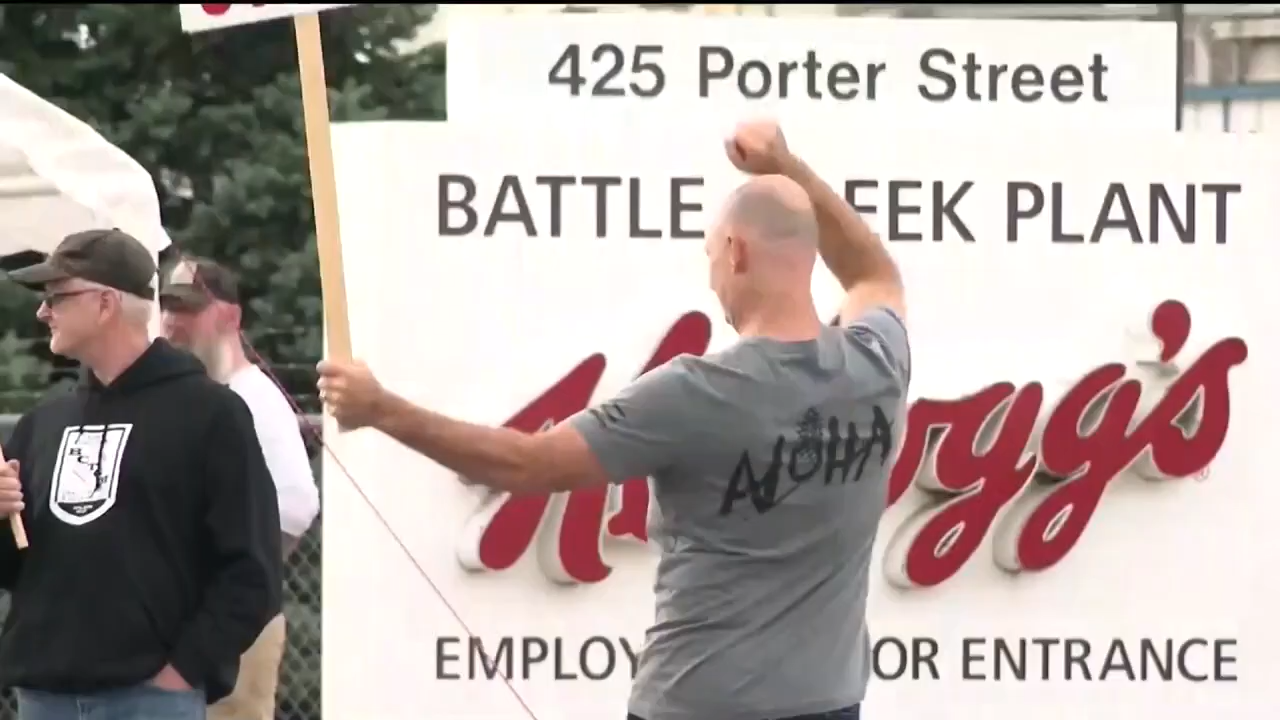 425 Porter Street
BATTLE EEK PLANT
ALOHA
EMPLOY OR ENTRANCE